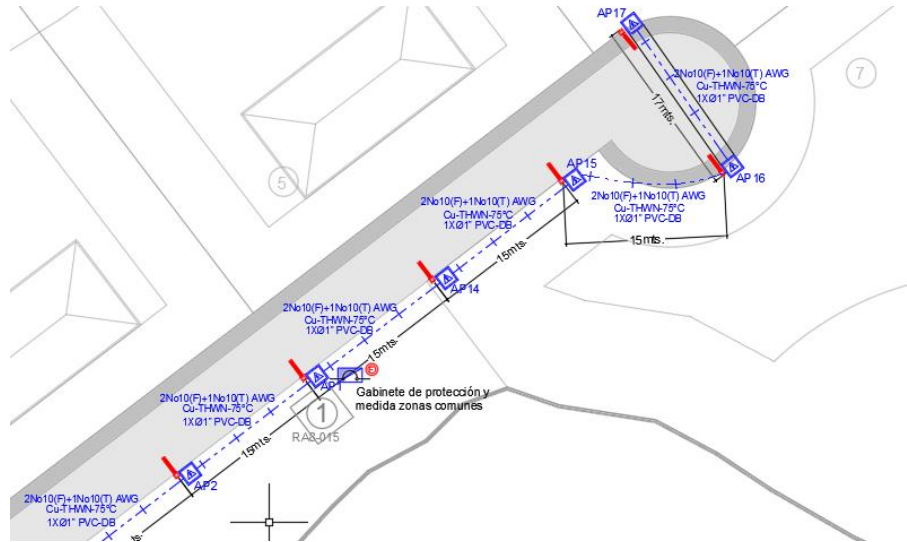 AP17
2No10(F)+1No10(T) AWG
Cu-THWN-75°C
1XØ1" PVC-DB
7
17mts.
AP15
AP16
5
2No10(F)+1No10(T) AWG
Cu-THWN-75°C
1XØ1" PVC-DB
2No10(F)+1No10(T) AWG
Cu-THWN-75°C
1XØ1" PVC-DB
15mts.
15mts.
AP14
2No10(F)+1No10(T) AWG
Cu-THWN-75°C
1XØ1" PVC-DB
15mts.
AP1
Gabinete de protección y
medida zonas comunes
2No10(F)+1No10(T) AWG
Cu-THWN-75°C
1XØ1" PVC-DB
1
RA8-015
15mts.
AP2
2No10(F)+1No10(T) AWG
Cu-THWN-75°C
1XØ1" PVC-DB